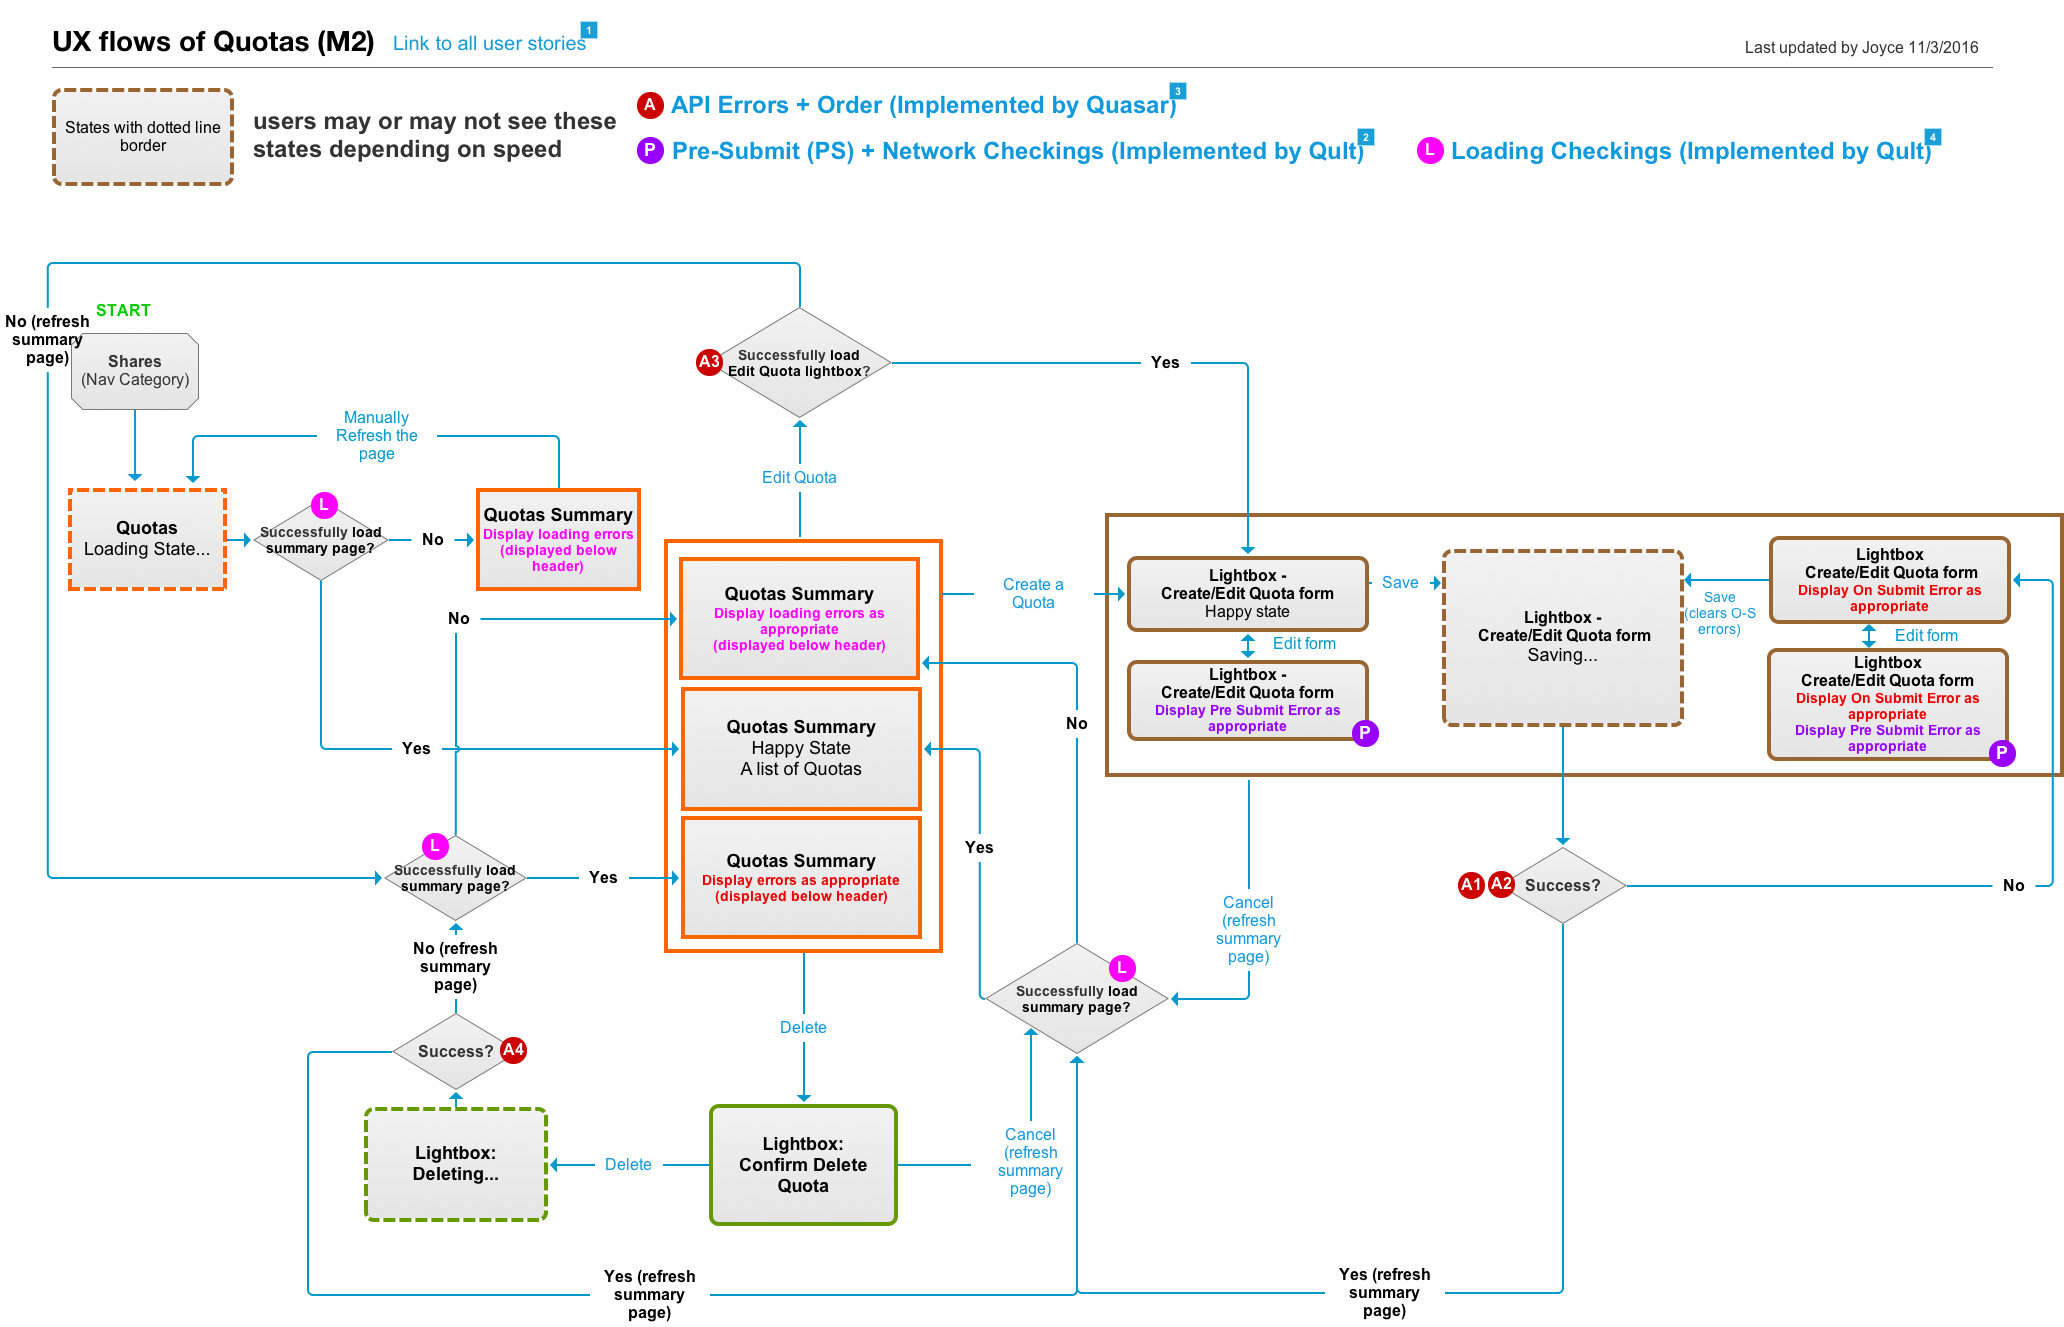 UX flows of Quotas (M2)
Link to all user stories
1
Last updated by Joyce 11/3/2016
States with dotted line
border
users may or may not see these
states depending on speed
A
API Errors + Order (Implemented by Quasar)
3
P
Pre-Submit (PS) + Network Checkings (Implemented by QuIt)
2
L
Loading Checkings (Implemented by QuIt)
4
START
No (refresh
summary
page)
Shares
(Nav Category)
Manually
Refresh the
page
A3
Successfully load
Edit Quota lightbox?
Yes
Edit Quota
Quotas
Loading State...
L
Successfully load
summary page?
No
Quotas Summary
Display loading errors
(displayed below
header)
No
Quotas Summary
Display loading errors as
appropriate
(displayed below header)
Create a
Quota
Lightbox -
Create/Edit Quota form
Happy state
Save
Edit form
Lightbox -
Create/Edit Quota form
Display Pre Submit Error as
appropriate
P
Lightbox -
Create/Edit Quota form
Saving...
Save
(clears O-S
errors)
Lightbox
Create/Edit Quota form
Display On Submit Error as
appropriate
Edit form
Lightbox
Create/Edit Quota form
Display On Submit Error as
appropriate
Display Pre Submit Error as
appropriate
P
Yes
Quotas Summary
Happy State
A list of Quotas
No
Yes
L
Successfully load
summary page?
Yes
Quotas Summary
Display errors as appropriate
(displayed below header)
Cancel
(refresh
summary
page)
A1
A2
Success?
No
No (refresh
summary
page)
L
Successfully load
summary page?
Delete
Success?
A4
Lightbox:
Deleting...
Delete
Lightbox:
Confirm Delete
Quota
Cancel
(refresh
summary
page)
Yes (refresh
summary
page)
Yes (refresh
summary
page)